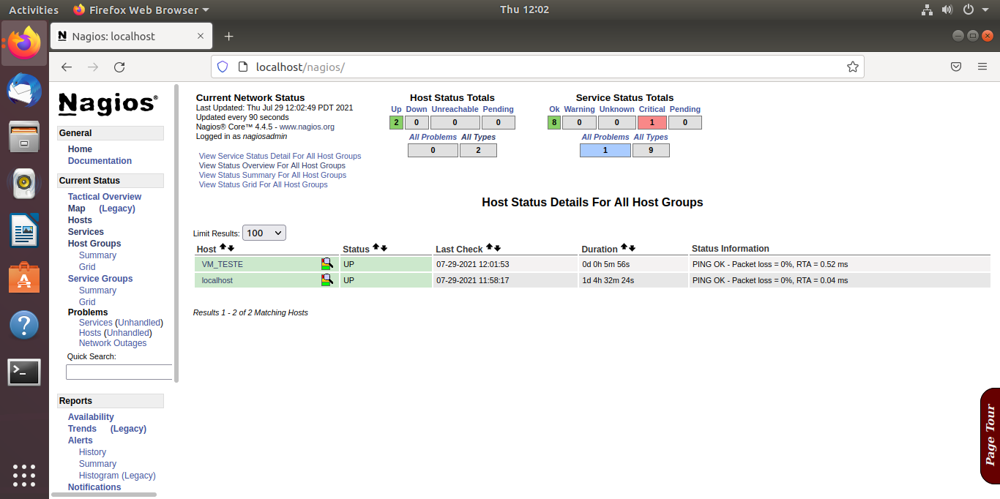 Activities Firefox Web Browser Thu 12:02
Nagios: localhost
localhost/nagios/
Nagios®
General
Home
Documentation
Current Status
Tactical Overview
Map (Legacy)
Hosts
Services
Host Groups
Summary
Grid
Service Groups
Summary
Grid
Problems
Services (Unhandled)
Hosts (Unhandled)
Network Outages
Quick Search:
Reports
Availability
Trends (Legacy)
Alerts
History
Summary
Histogram (Legacy)
Notifications
Current Network Status
Last Updated: Thu Jul 29 12:02:49 PDT 2021
Updated every 90 seconds
Nagios® Core™ 4.4.5 - www.nagios.org
Logged in as nagiosadmin
View Service Status Detail For All Host Groups
View Status Overview For All Host Groups
View Status Summary For All Host Groups
View Status Grid For All Host Groups
Host Status Totals
Up Down Unreachable Pending
2 0 0 0
All Problems All Types
0 2
Service Status Totals
Ok Warning Unknown Critical Pending
8 0 0 1 0
All Problems All Types
1 9
Host Status Details For All Host Groups
Limit Results: 100
Host Status Last Check Duration Status Information
VM_TESTE UP 07-29-2021 12:01:53 0d 0h 5m 56s PING OK - Packet loss = 0%, RTA = 0.52 ms
localhost UP 07-29-2021 11:58:17 1d 4h 32m 24s PING OK - Packet loss = 0%, RTA = 0.04 ms
Results 1 - 2 of 2 Matching Hosts
Page Tour